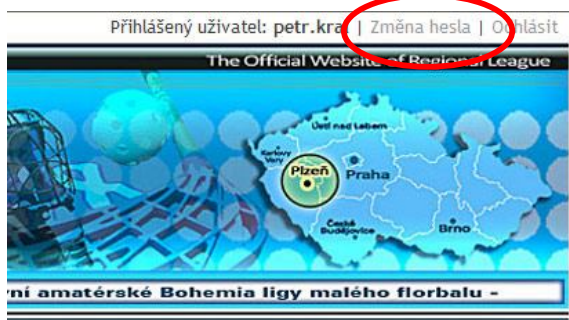 Přihlášený uživatel: petr.kral | Změna hesla | Odhlásit
The Official Website of Regional League
Ústí nad Labem
Karlovy Vary
Plzeň
Praha
České Budějovice
Brno
vní amatérské Bohemia ligy malého florbalu -